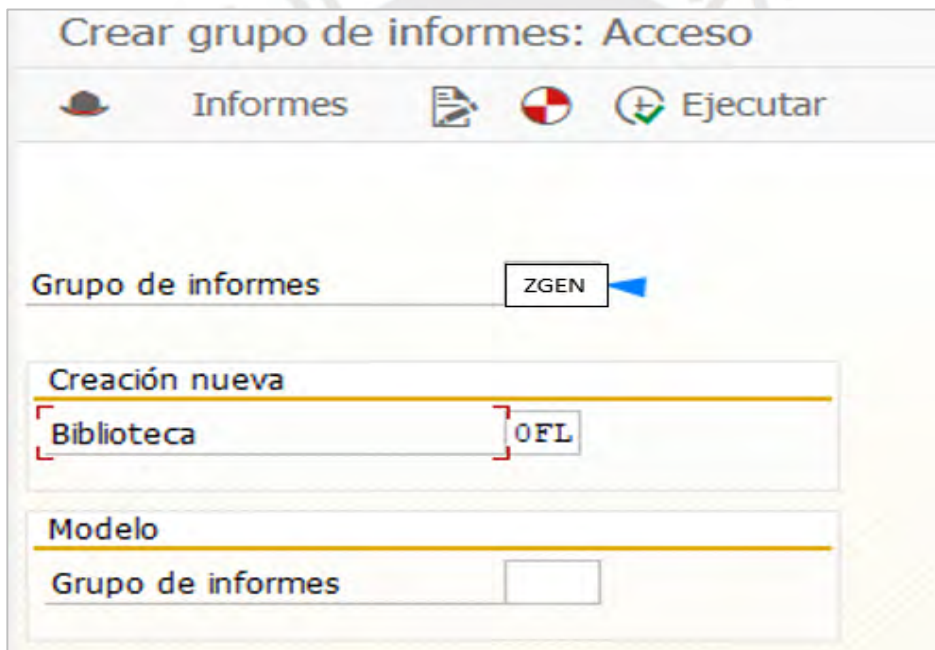 Crear grupo de informes: Acceso
Informes Ejecutar
Grupo de informes ZGEN
Creación nueva
Biblioteca 0FL
Modelo
Grupo de informes